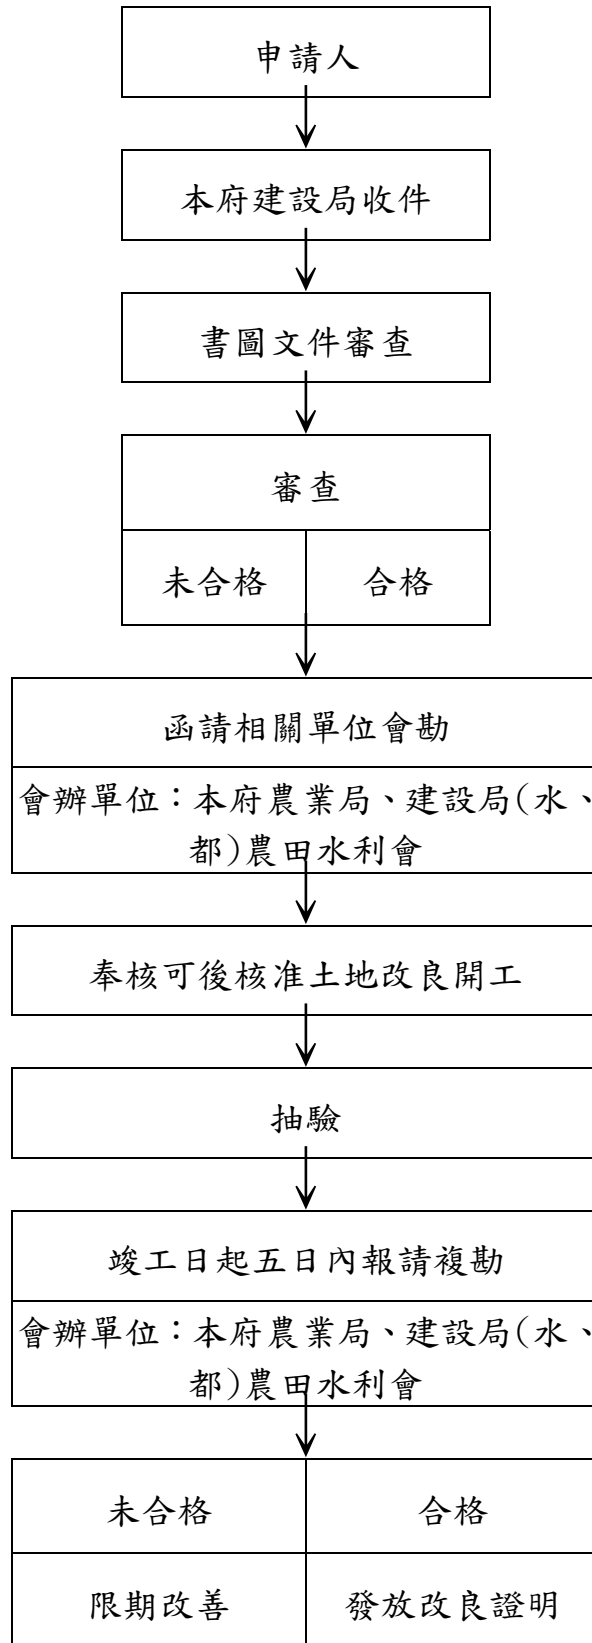 申請人
本府建設局收件
書圖文件審查
審查
未合格 合格
函請相關單位會勘
會辦單位：本府農業局、建設局(水、
都)農田水利會
奉核可後核准土地改良開工
抽驗
竣工日起五日內報請複勘
會辦單位：本府農業局、建設局(水、
都)農田水利會
未合格 合格
限期改善 發放改良證明